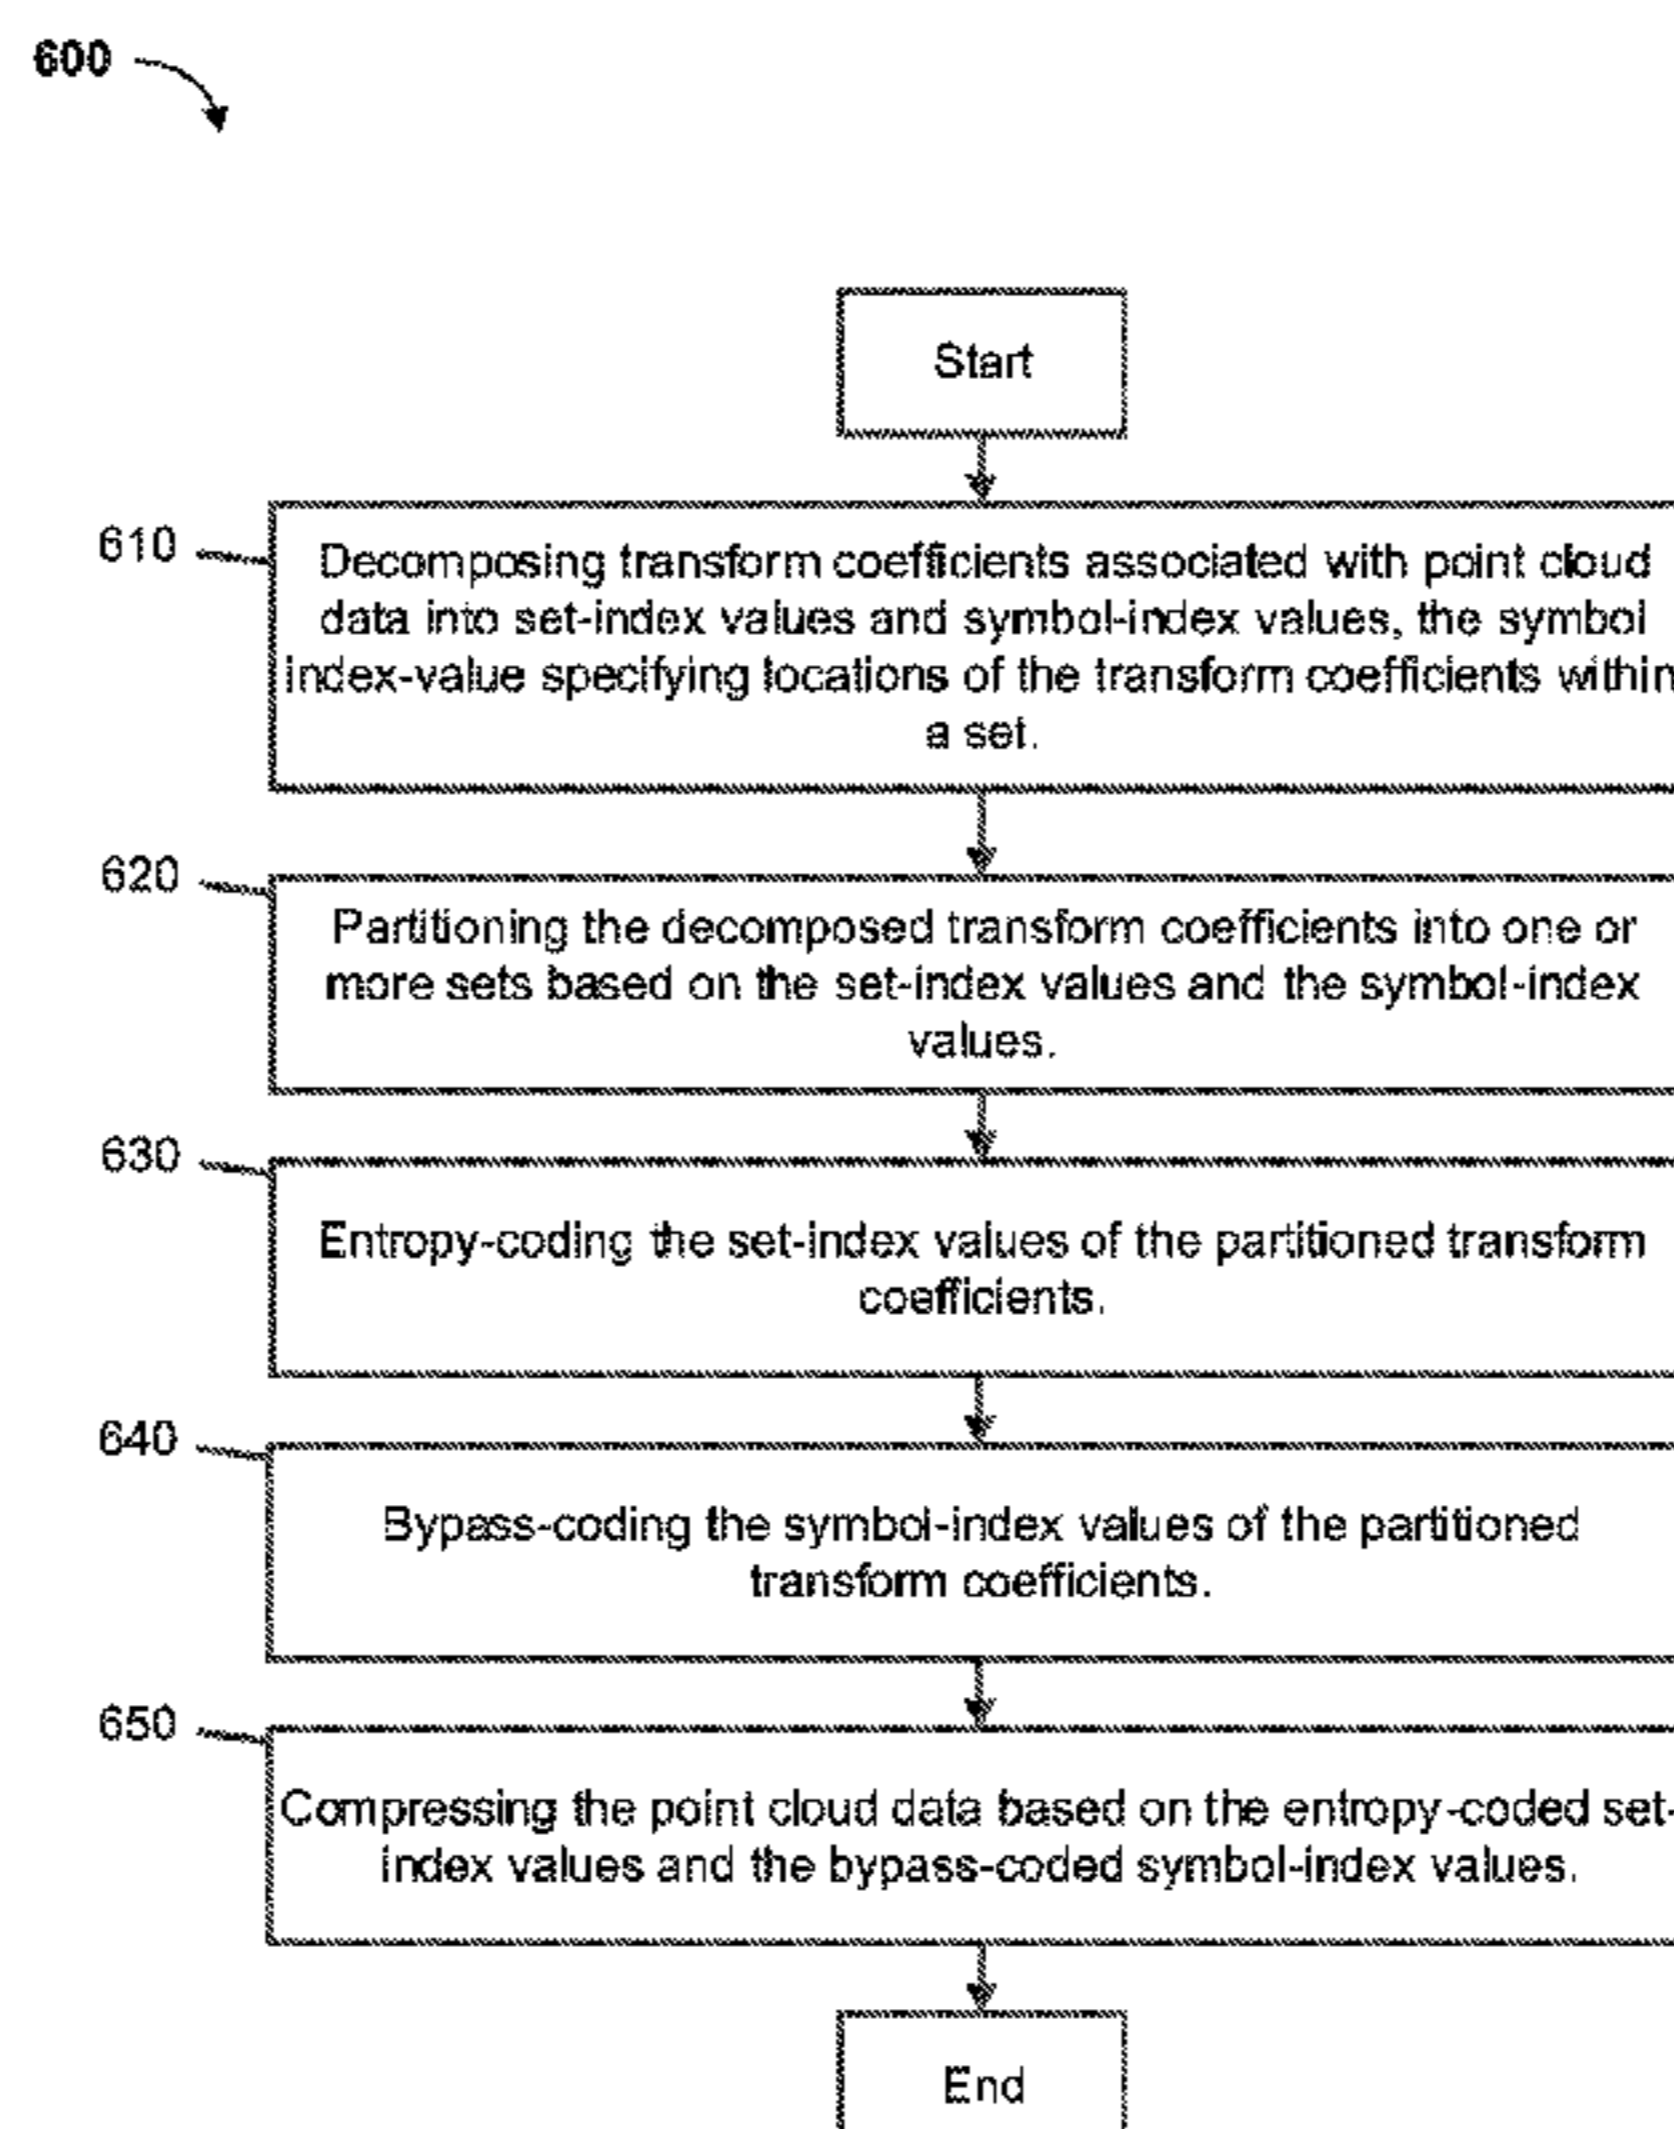 600
Start
610
Decomposing transform coefficients associated with point cloud
data into set-index values and symbol-index values, the symbol
index-value specifying locations of the transform coefficients within
a set.
620
Partitioning the decomposed transform coefficients into one or
more sets based on the set-index values and the symbol-index
values.
630
Entropy-coding the set-index values of the partitioned transform
coefficients.
640
Bypass-coding the symbol-index values of the partitioned
transform coefficients.
650
Compressing the point cloud data based on the entropy-coded set-
index values and the bypass-coded symbol-index values.
End